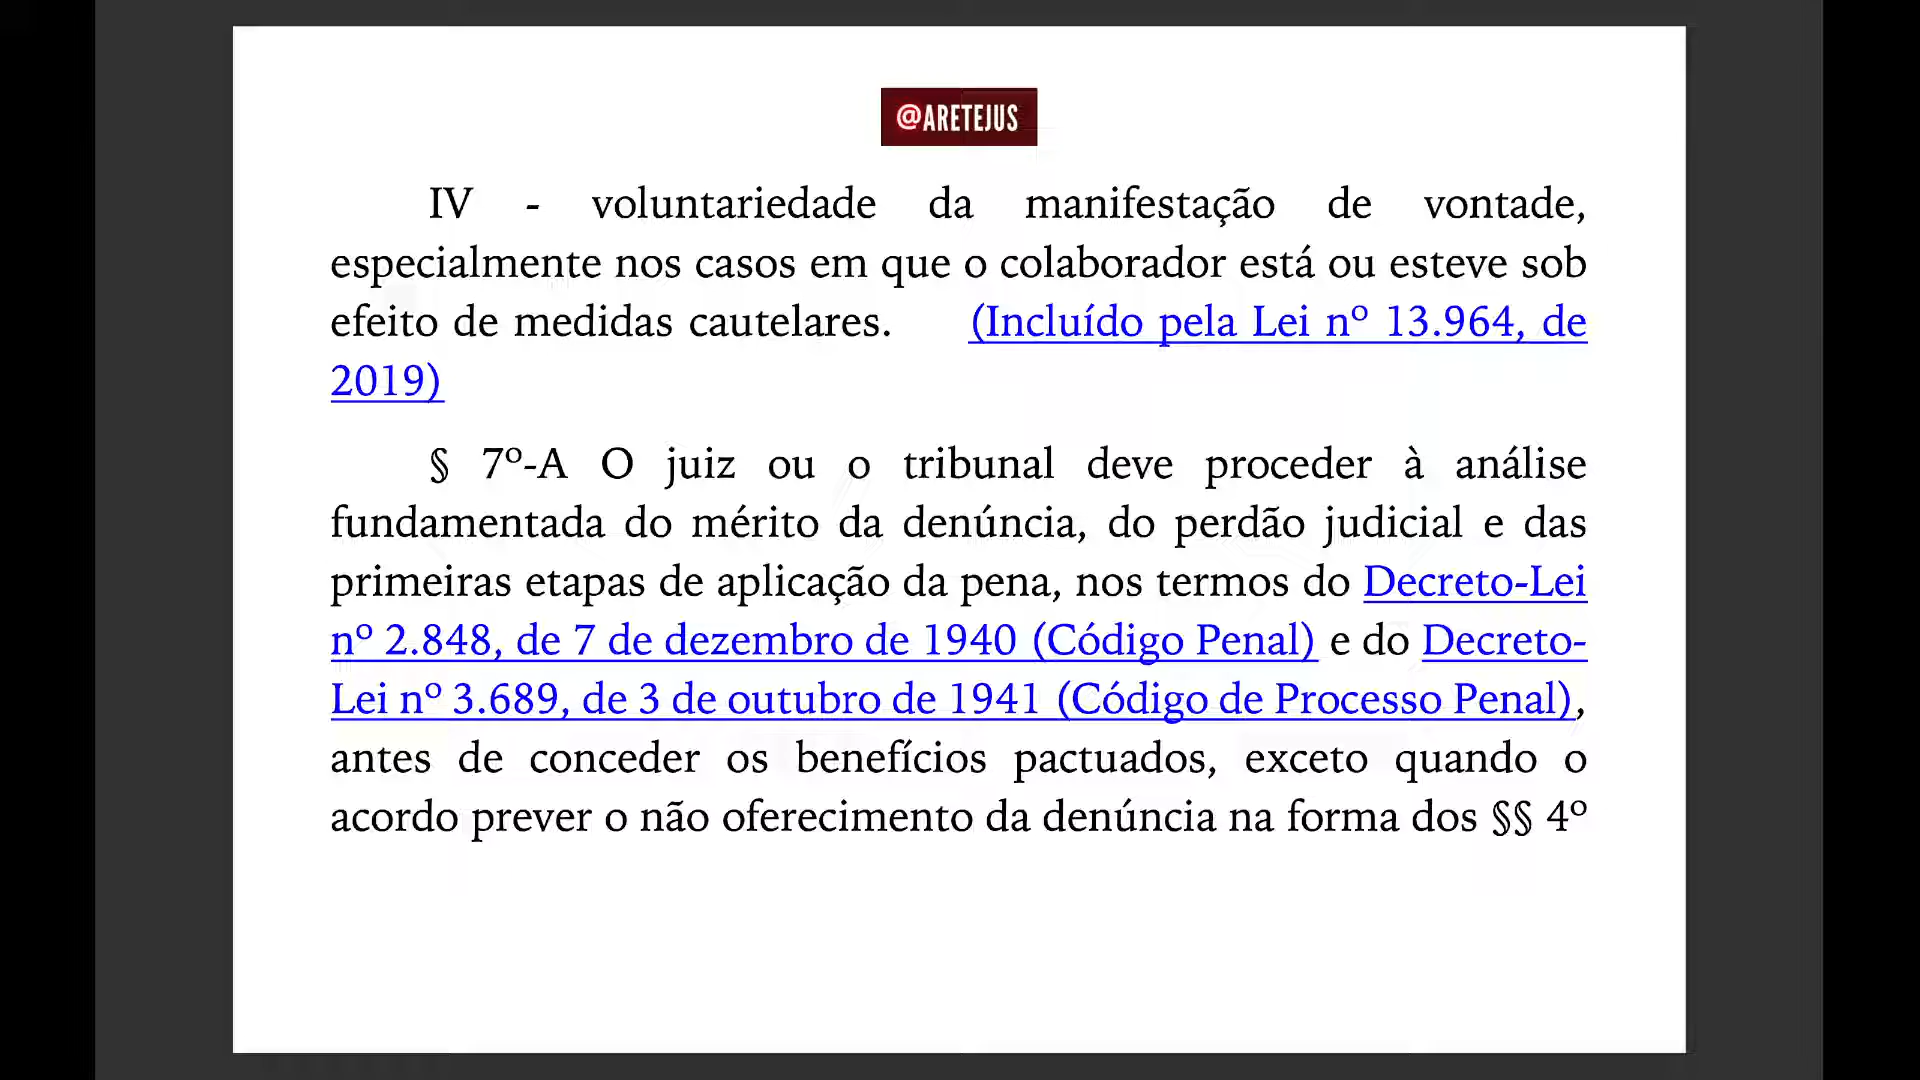 @ARETEJUS
IV - voluntariedade da manifestação de vontade,
especialmente nos casos em que o colaborador está ou esteve sob
efeito de medidas cautelares. (Incluído pela Lei nº 13.964, de
2019)
§ 7º-A O juiz ou o tribunal deve proceder à análise
fundamentada do mérito da denúncia, do perdão judicial e das
primeiras etapas de aplicação da pena, nos termos do Decreto-Lei
nº 2.848, de 7 de dezembro de 1940 (Código Penal) e do Decreto-
Lei nº 3.689, de 3 de outubro de 1941 (Código de Processo Penal),
antes de conceder os benefícios pactuados, exceto quando o
acordo prever o não oferecimento da denúncia na forma dos §§ 4º